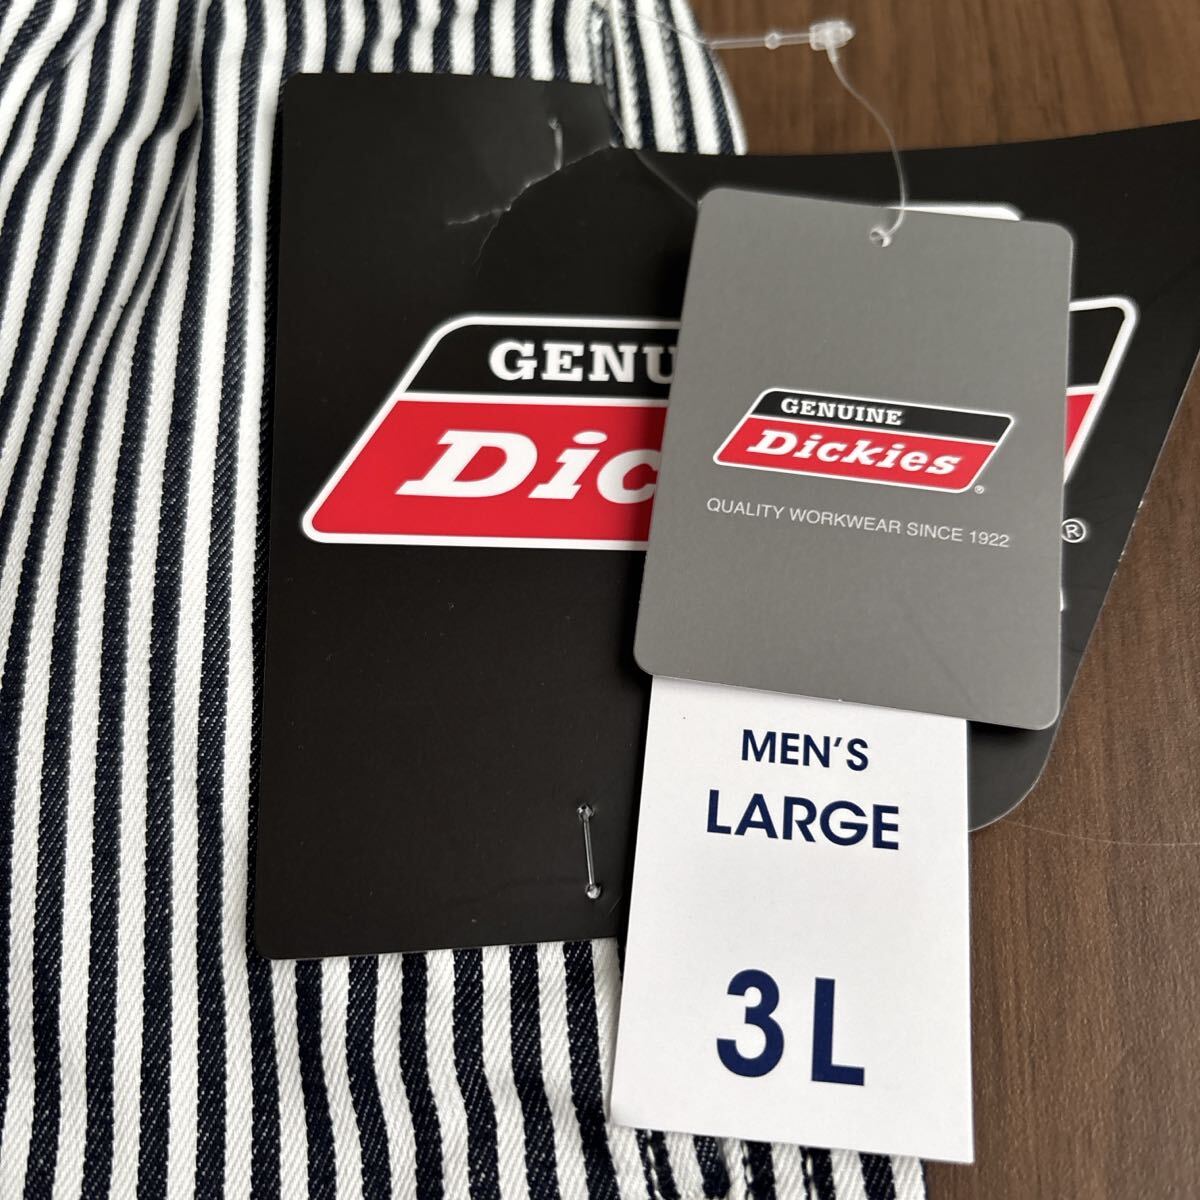 GENU
Dic
®
GENUINE
Dickies
®
QUALITY WORKWEAR SINCE 1922
MEN'S
LARGE
3L